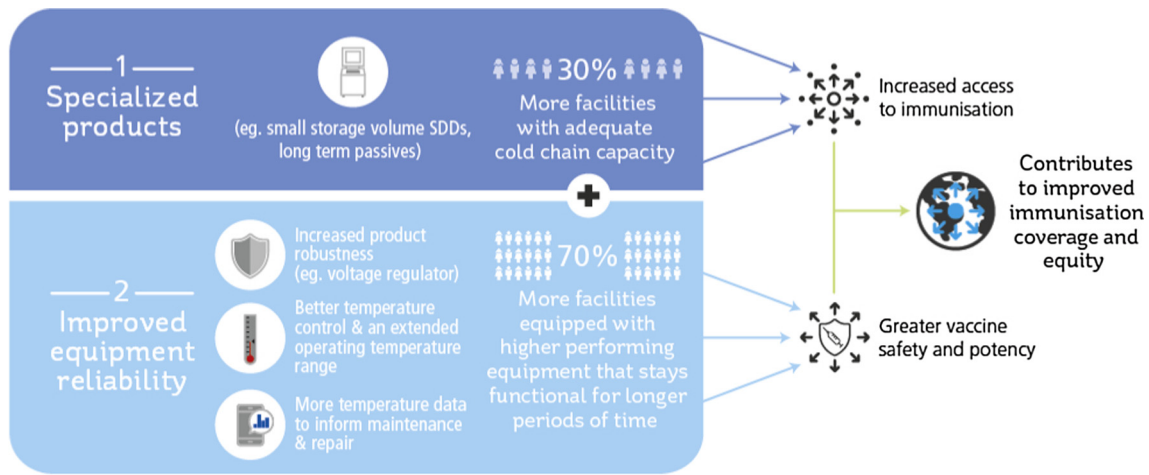 1
Specialized
products
(eg. small storage volume SDDs,
long term passives)
30%
More facilities
with adequate
cold chain capacity
Increased access
to immunisation
+
2
Improved
equipment
reliability
Increased product
robustness
(eg. voltage regulator)
Better temperature
control & an extended
operating temperature
range
More temperature data
to inform maintenance
& repair
70%
More facilities
equipped with
higher performing
equipment that stays
functional for longer
periods of time
Greater vaccine
safety and potency
Contributes
to improved
immunisation
coverage and
equity